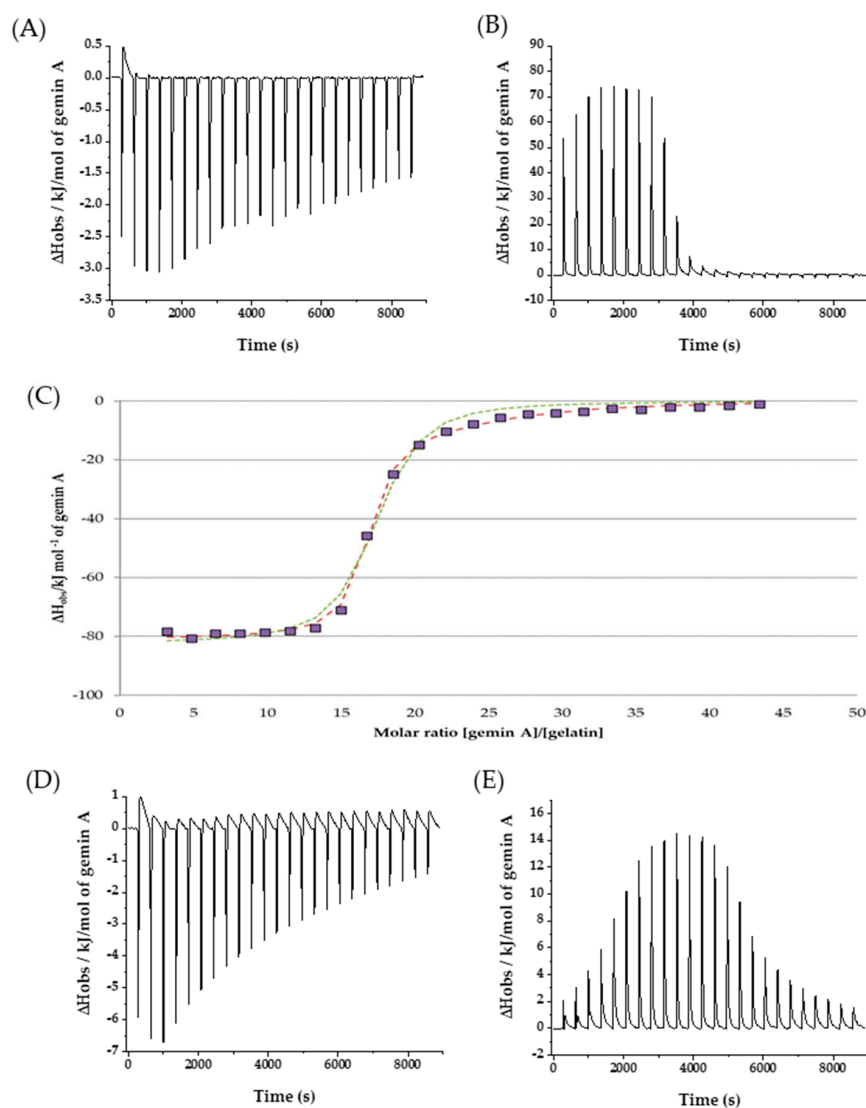 (A)
0.5
0.0
-0.5
-1.0
-1.5
-2.0
-2.5
-3.0
-3.5
ΔHobs / kJ/mol of gemin A
0 2000 4000 6000 8000
Time (s)
(B)
90
80
70
60
50
40
30
20
10
0
-10
ΔHobs / kJ/mol of gemin A
0 2000 4000 6000 8000
Time (s)
(C)
0
-20
-40
-60
-80
-100
ΔHobs/kJ mol-1 of gemin A
0 5 10 15 20 25 30 35 40 45 50
Molar ratio [gemin A]/[gelatin]
(D)
1
0
-1
-2
-3
-4
-5
-6
-7
ΔHobs / kJ/mol of gemin A
0 2000 4000 6000 8000
Time (s)
(E)
16
14
12
10
8
6
4
2
0
-2
ΔHobs / kJ/mol of gemin A
0 2000 4000 6000 8000
Time (s)